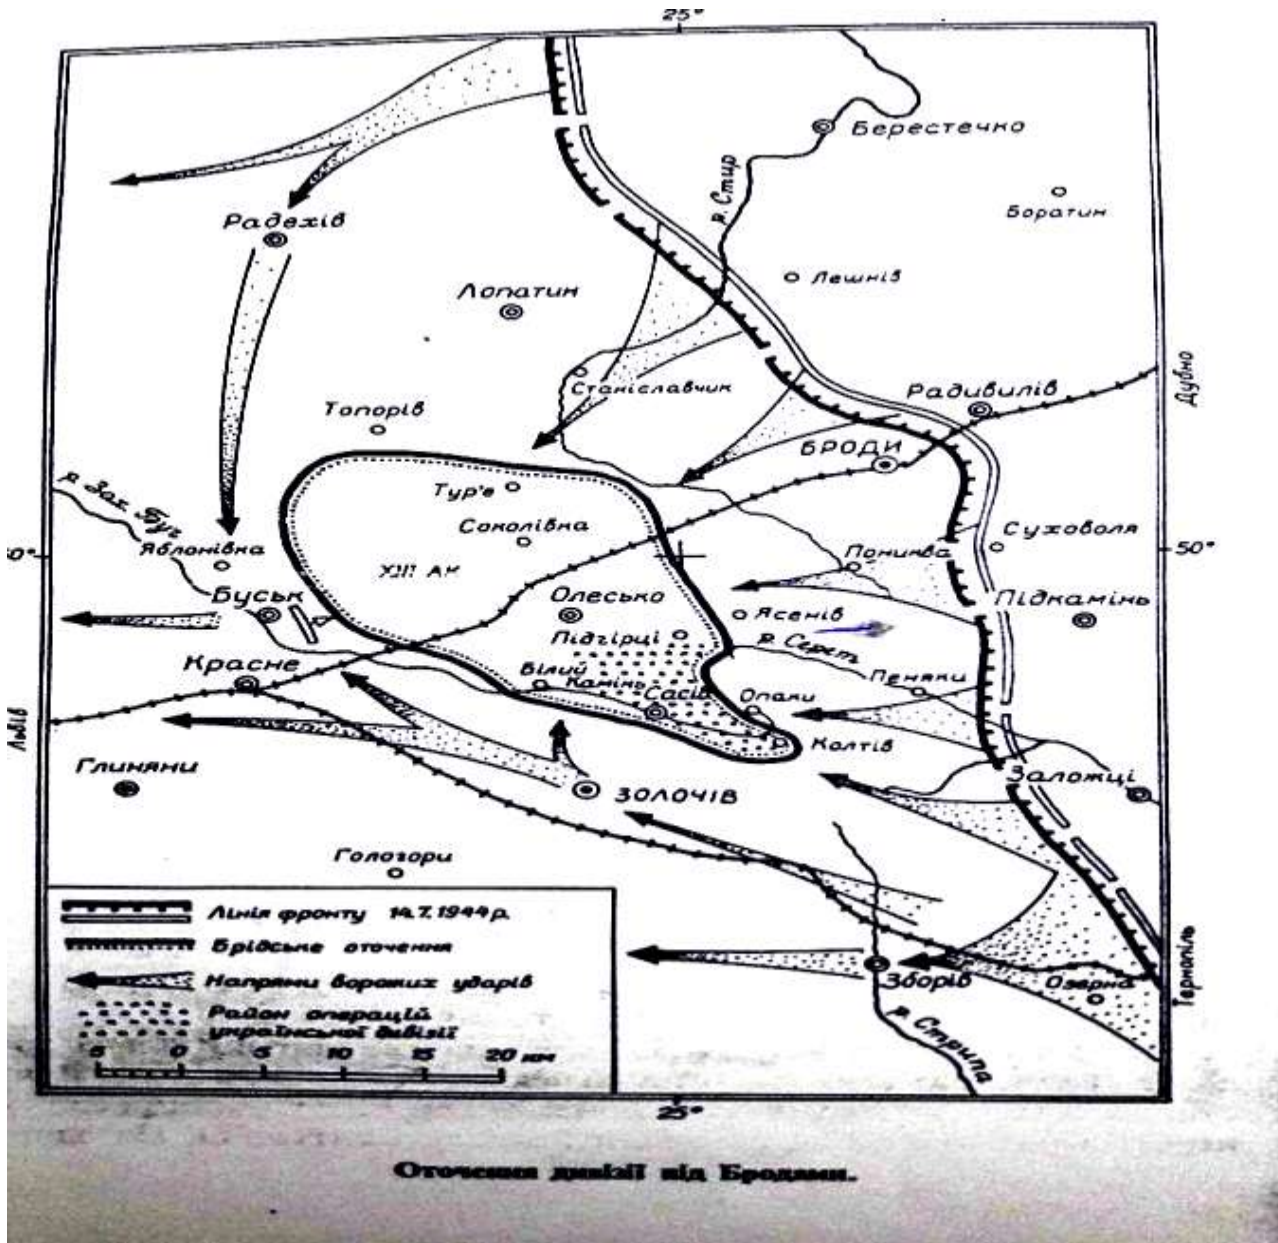 25°
Берестечко
р. Стир
Боратин
Радехів
Лешнів
Лопатин
Дубно
Станіславчик
Радивилів
Топорів
БРОДИ
р. Зах. Буг
Тур'є
Соколівка
Суховоля
Яблонівка
Пониква
50°
XIII АК
Буськ
Олесько
Ясенів
Підкамінь
Підгірці
р. Серет
Красне
Білий
Камінь
Пеняки
Сасів
Опаки
Львів
Колтів
Глиняни
Заложці
ЗОЛОЧІВ
Гологори
Лінія фронту 14.7.1944 р.
Брідське оточення
Напрями ворожих ударів
Зборів
Озерна
Тернопіль
Район операцій
української дивізії
р. Стрипа
5 0 5 10 15 20 км
25°
Оточення дивізії під Бродами.